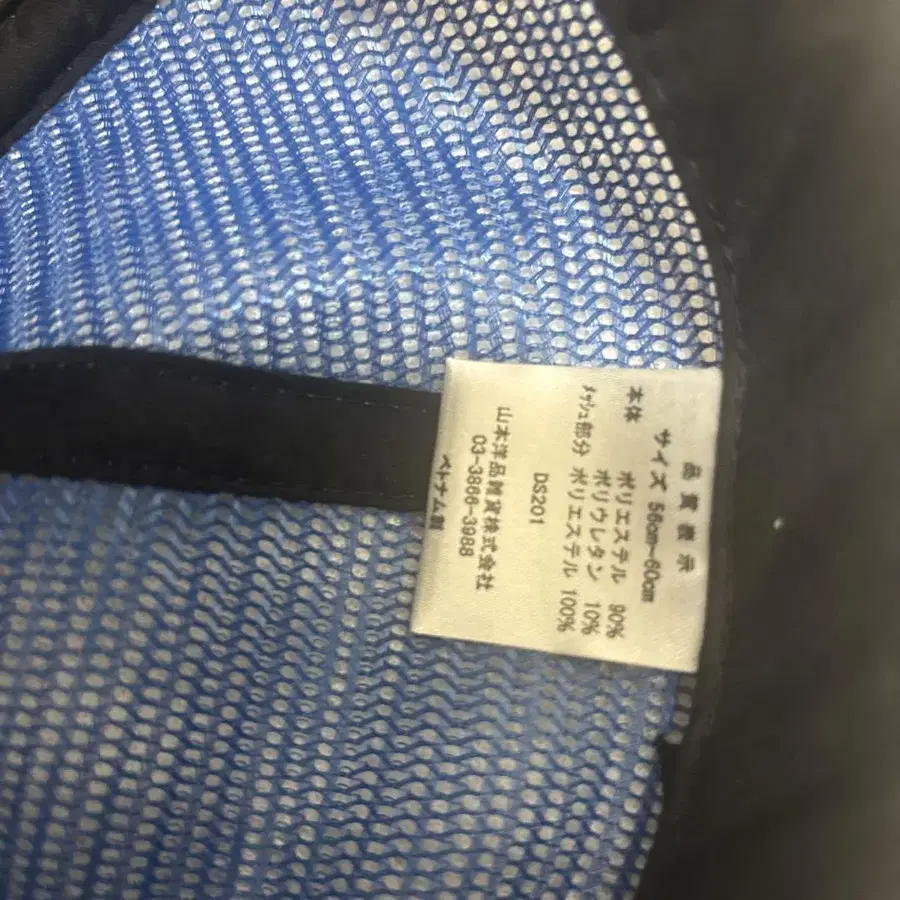 品質表示
サイズ 56cm~60cm
本体 ポリエステル 90%
ポリウレタン 10%
メッシュ部分 ポリエステル 100%
DS201
山本洋品雑貨株式会社
03-3866-3988
ベトナム製